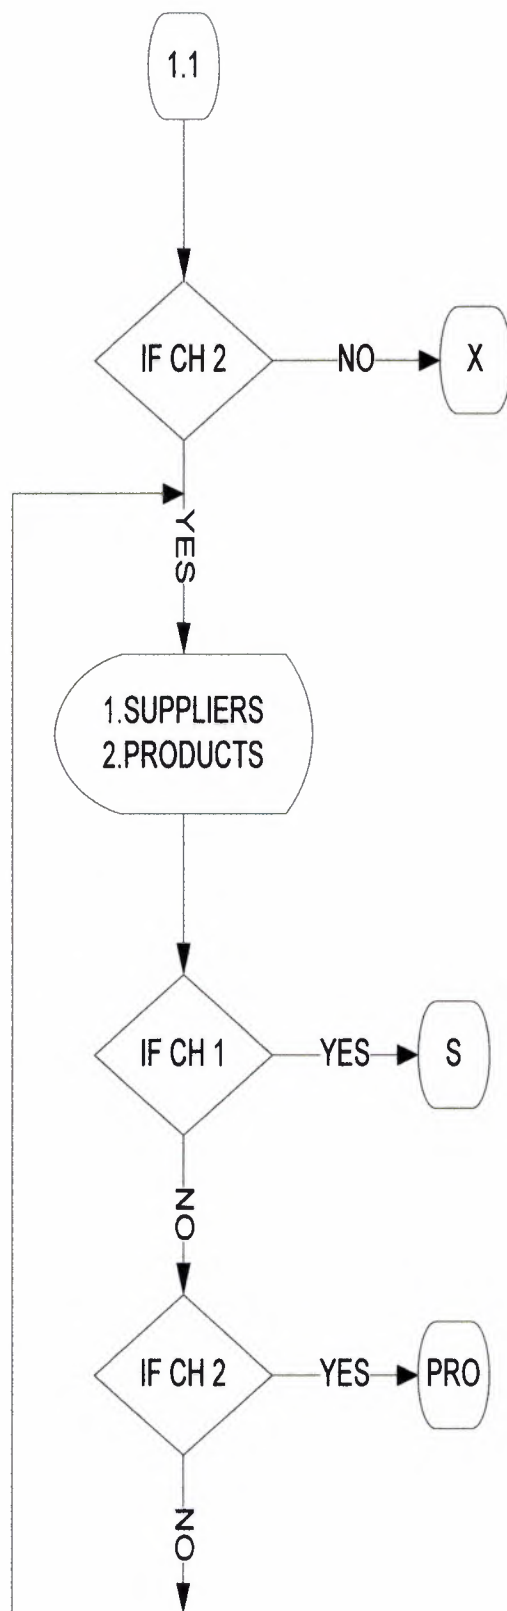 1.1
IF CH 2
NO
X
YES
1.SUPPLIERS
2.PRODUCTS
IF CH 1
YES
S
NO
IF CH 2
YES
PRO
NO